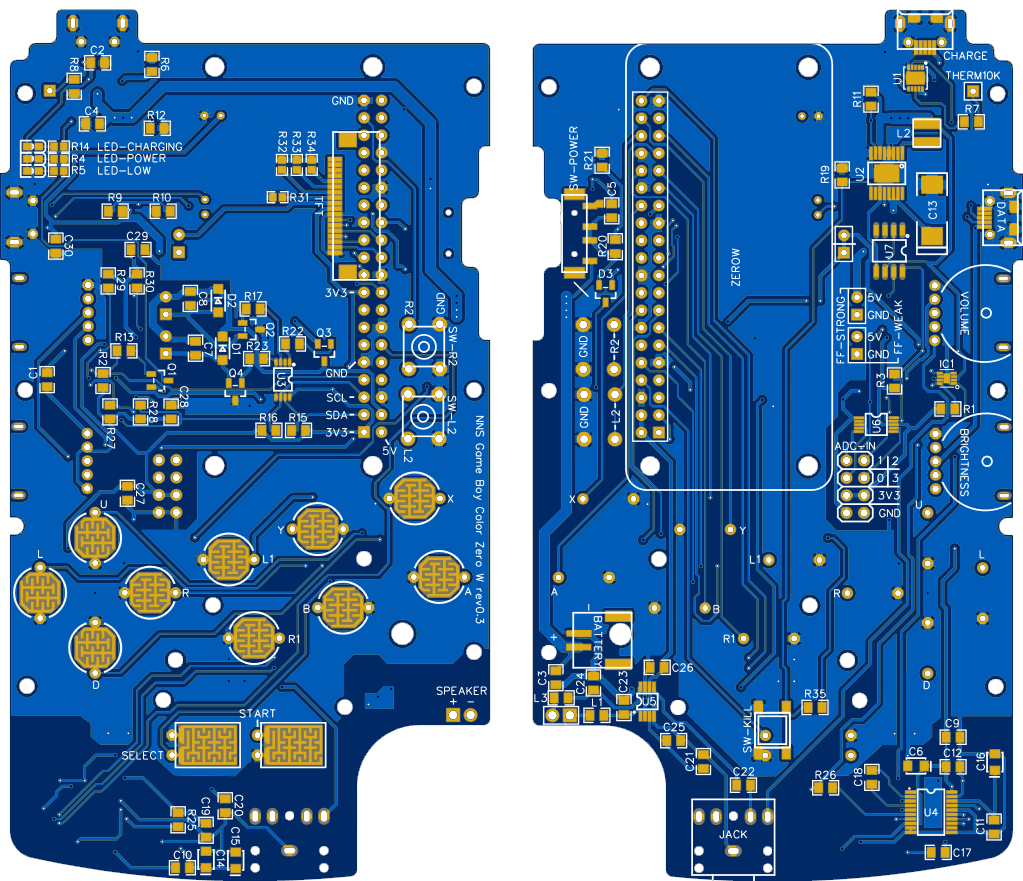 C2
R8
R6
C4
R12
R14 LED-CHARGING
R4 LED-POWER
R5 LED-LOW
R9
R10
C30
C29
R29
R30
C8
D2
R17
Q2
R13
C7
D1
R23
R22
Q3
C1
R2
Q1
Q4
U3
R27
R28
C28
R16
R15
C27
GND
R32
R33
R34
R31
TFT
3V3
GND
SCL
SDA
3V3
5V
R2
GND
SW-R2
SW-L2
L2
NNS Game Boy Color Zero W rev0.3
U
X
Y
L1
L
R
A
B
R1
D
SPEAKER
+ -
START
SELECT
R25
C19
C20
C10
C14
C15
CHARGE
U1
THERM10K
R11
R7
L2
SW-POWER
R21
R19
U2
C5
C13
DATA
R20
U7
D3
ZEROW
FF-STRONG
5V
GND
5V
GND
FF-WEAK
VOLUME
GND
-R2-
GND
-L2-
R3
IC1
R1
U6
BRIGHTNESS
ADC-IN
1 2
0 3
3V3
GND
X
Y
U
L1
L
A
B
R
R1
D
BATTERY
+
-
C3
C24
C26
L3
L1
C23
U5
C25
C21
C22
SW-KILL
R35
R26
C18
C6
C9
C12
C16
U4
C11
C17
JACK